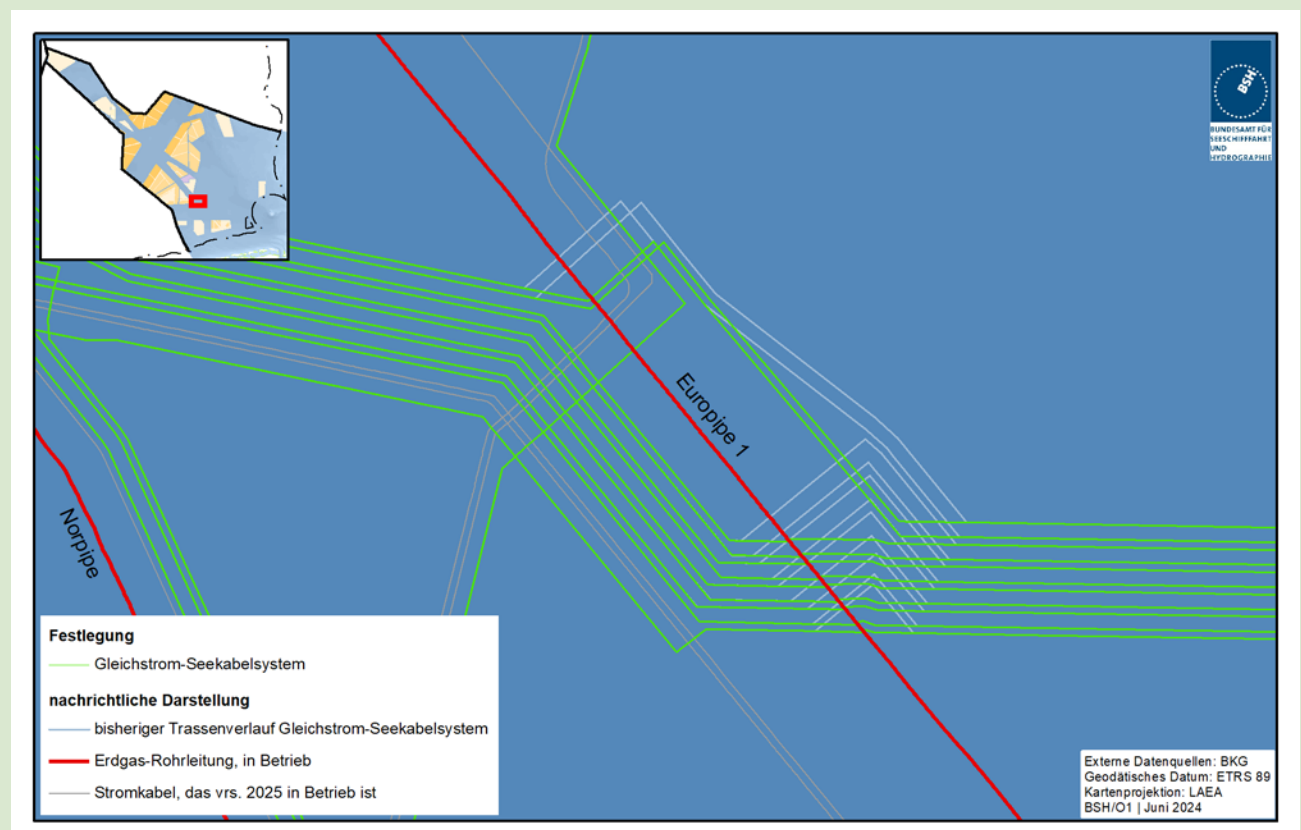 BSH
BUNDESAMT FÜR
SEESCHIFFFAHRT
UND
HYDROGRAPHIE
Europipe 1
Norpipe
Festlegung
Gleichstrom-Seekabelsystem
nachrichtliche Darstellung
bisheriger Trassenverlauf Gleichstrom-Seekabelsystem
Erdgas-Rohrleitung, in Betrieb
Stromkabel, das vrs. 2025 in Betrieb ist
Externe Datenquellen: BKG
Geodätisches Datum: ETRS 89
Kartenprojektion: LAEA
BSH/O1 | Juni 2024